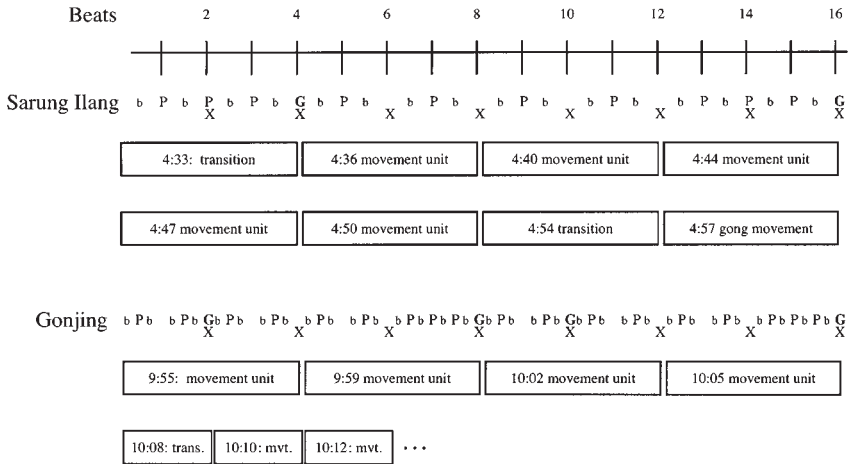 Beats 2 4 6 8 10 12 14 16
Sarung Ilang b P b P b P b G b P b b P b b P b b P b b P b P b P b G
X X X X X X X X
4:33: transition 4:36 movement unit 4:40 movement unit 4:44 movement unit
4:47 movement unit 4:50 movement unit 4:54 transition 4:57 gong movement
Gonjing b P b b P b G b P b b P b b P b b P b b P b P b P b G b P b b P b G b P b b P b b P b b P b b P b P b P b G
X X X X X X X X
9:55: movement unit 9:59 movement unit 10:02 movement unit 10:05 movement unit
10:08: trans. 10:10: mvt. 10:12: mvt. • • •